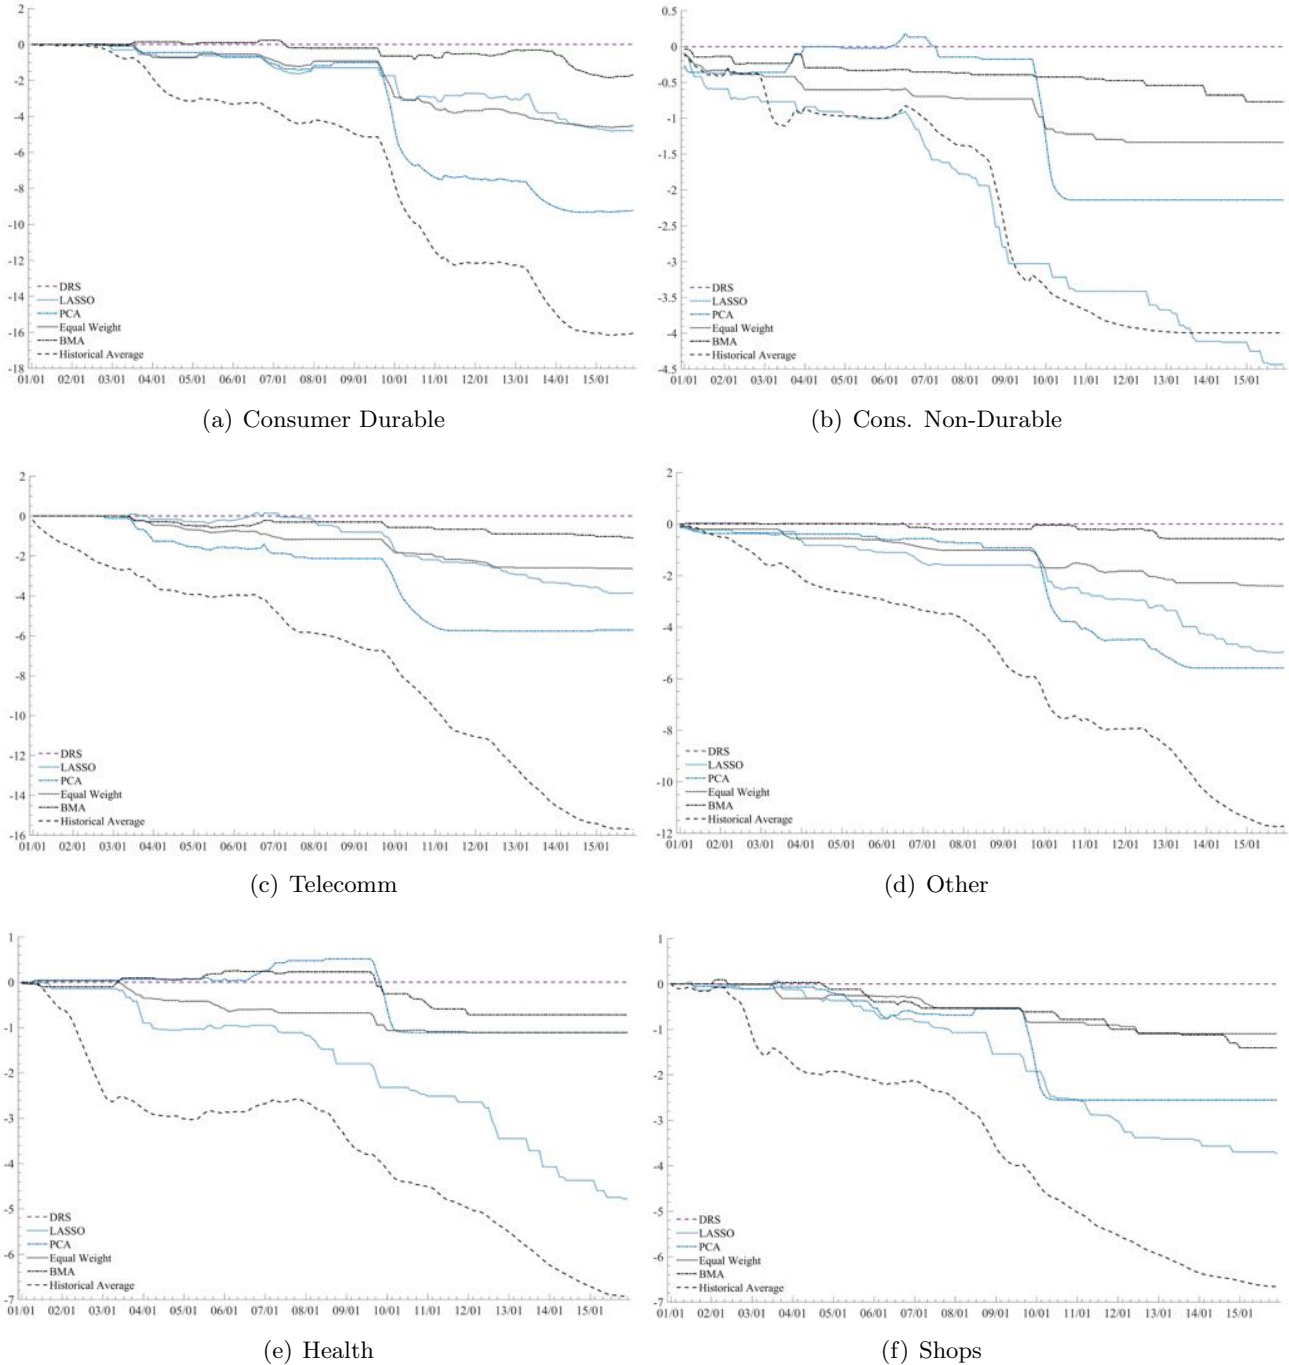 2
0
-2
-4
-6
-8
-10
-12
-14
-16
-18
DRS
LASSO
PCA
Equal Weight
BMA
Historical Average
01/01 02/01 03/01 04/01 05/01 06/01 07/01 08/01 09/01 10/01 11/01 12/01 13/01 14/01 15/01
(a) Consumer Durable
0.5
0
-0.5
-1
-1.5
-2
-2.5
-3
-3.5
-4
-4.5
DRS
LASSO
PCA
Equal Weight
BMA
Historical Average
01/01 02/01 03/01 04/01 05/01 06/01 07/01 08/01 09/01 10/01 11/01 12/01 13/01 14/01 15/01
(b) Cons. Non-Durable
2
0
-2
-4
-6
-8
-10
-12
-14
-16
DRS
LASSO
PCA
Equal Weight
BMA
Historical Average
01/01 02/01 03/01 04/01 05/01 06/01 07/01 08/01 09/01 10/01 11/01 12/01 13/01 14/01 15/01
(c) Telecomm
2
0
-2
-4
-6
-8
-10
-12
DRS
LASSO
PCA
Equal Weight
BMA
Historical Average
01/01 02/01 03/01 04/01 05/01 06/01 07/01 08/01 09/01 10/01 11/01 12/01 13/01 14/01 15/01
(d) Other
1
0
-1
-2
-3
-4
-5
-6
-7
DRS
LASSO
PCA
Equal Weight
BMA
Historical Average
01/01 02/01 03/01 04/01 05/01 06/01 07/01 08/01 09/01 10/01 11/01 12/01 13/01 14/01 15/01
(e) Health
1
0
-1
-2
-3
-4
-5
-6
-7
DRS
LASSO
PCA
Equal Weight
BMA
Historical Average
01/01 02/01 03/01 04/01 05/01 06/01 07/01 08/01 09/01 10/01 11/01 12/01 13/01 14/01 15/01
(f) Shops